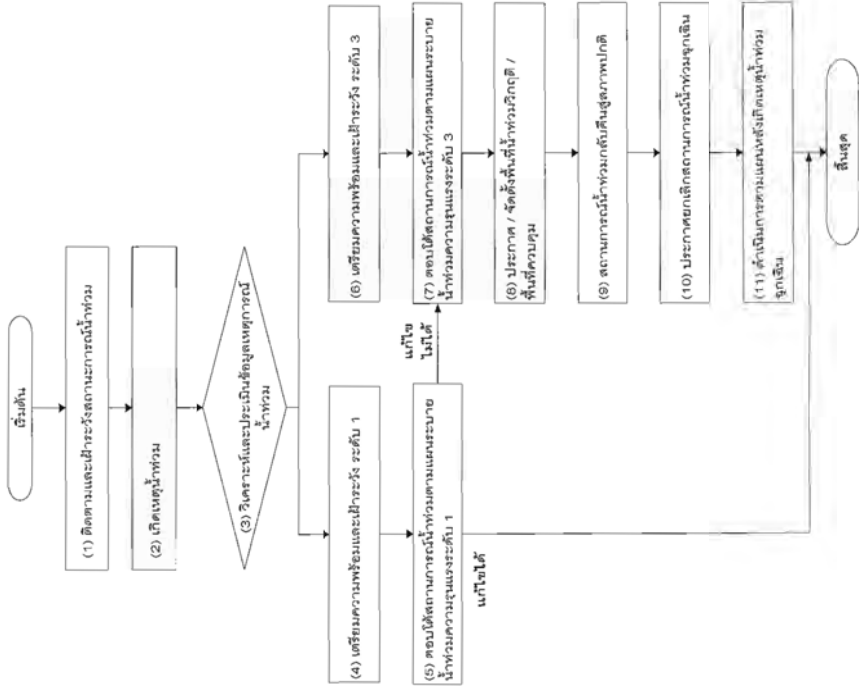 เริ่มต้น
(1) ติดตามและเฝ้าระวังสถานะการณ์น้ำท่วม
(2) เกิดเหตุน้ำท่วม
(3) วิเคราะห์และประเมินข้อมูลเหตุการณ์
น้ำท่วม
(4) เตรียมความพร้อมและเฝ้าระวัง ระดับ 1
(5) ตอบโต้สถานการณ์น้ำท่วมตามแผนระบาย
น้ำท่วมความรุนแรงระดับ 1
แก้ไขได้
แก้ไข
ไม่ได้
(6) เตรียมความพร้อมและเฝ้าระวัง ระดับ 3
(7) ตอบโต้สถานการณ์น้ำท่วมตามแผนระบาย
น้ำท่วมความรุนแรงระดับ 3
(8) ประกาศ / จัดตั้งพื้นที่น้ำท่วมวิกฤติ /
พื้นที่ควบคุม
(9) สถานการณ์น้ำท่วมกลับคืนสู่สภาพปกติ
(10) ประกาศยกเลิกสถานการณ์น้ำท่วมฉุกเฉิน
(11) ดำเนินการตามแผนหลังเกิดเหตุน้ำท่วม
ฉุกเฉิน
สิ้นสุด